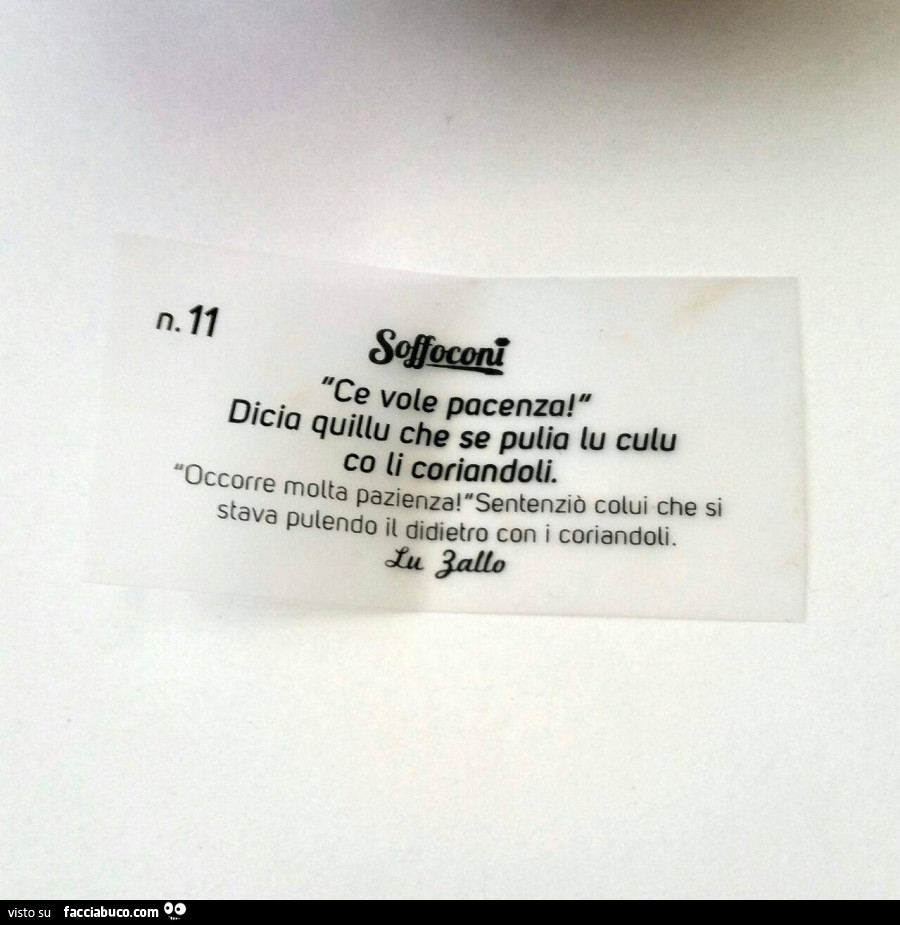 n. 11
Soffoconi
"Ce vole pacenza!"
Dicia quillu che se pulia lu culu
co li coriandoli.
"Occorre molta pazienza!"Sentenziò colui che si
stava pulendo il didietro con i coriandoli.
Lu Zallo
visto su facciabuco.com